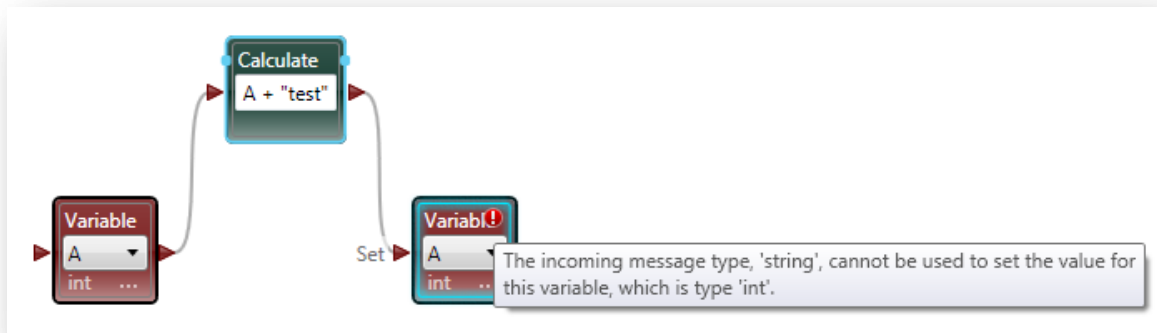 Calculate
A + "test"
Variable
A
int ...
Set
Variabl
A
int ..
The incoming message type, 'string', cannot be used to set the value for
this variable, which is type 'int'.